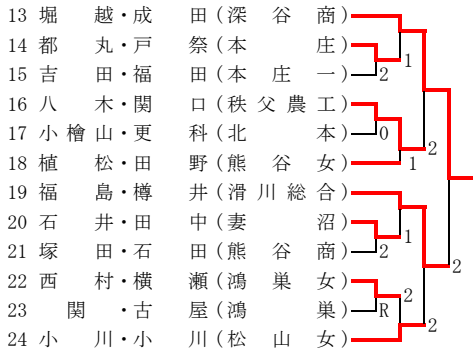 13 堀 越・成 田(深谷商)
14 都 丸・戸 祭(本 庄)
15 吉 田・福 田(本庄一)
16 八 木・関 口(秩父農工)
17 小檜山・更 科(北 本)
18 植 松・田 野(熊谷女)
19 福 島・樽 井(滑川総合)
20 石 井・田 中(妻 沼)
21 塚 田・石 田(熊谷商)
22 西 村・横 瀬(鴻巣女)
23 関 ・古 屋(鴻 巣)
24 小 川・小 川(松山女)
1
2
0
1
2
1
2
2
2
R
2